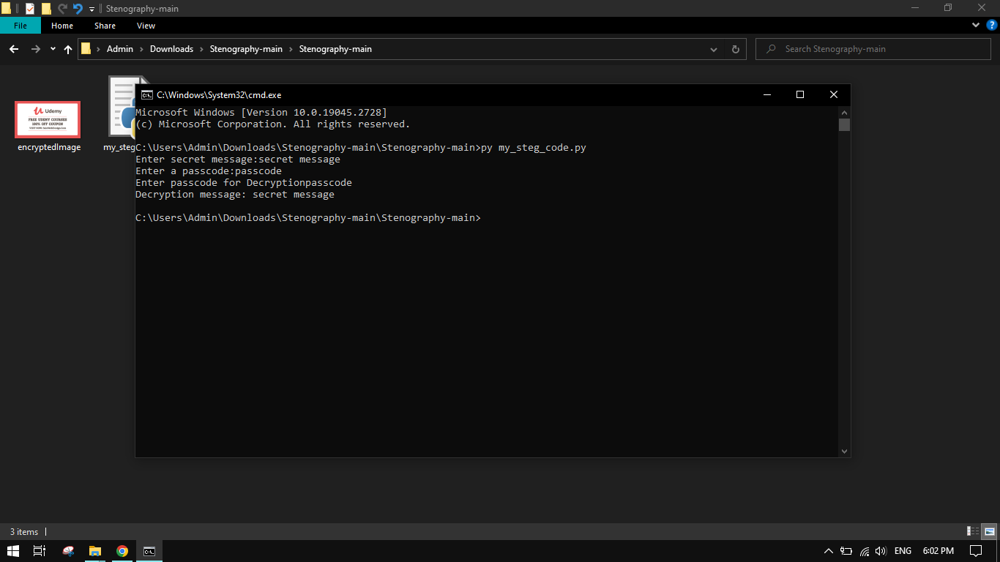 Stenography-main
File Home Share View
Admin Downloads Stenography-main Stenography-main
Search Stenography-main
Udemy
FREE UDEMY COURSES
100% OFF COUPON
encryptedImage
my_steg
C:\Windows\System32\cmd.exe
Microsoft Windows [Version 10.0.19045.2728]
(c) Microsoft Corporation. All rights reserved.
C:\Users\Admin\Downloads\Stenography-main\Stenography-main>py my_steg_code.py
Enter secret message:secret message
Enter a passcode:passcode
Enter passcode for Decryptionpasscode
Decryption message: secret message
C:\Users\Admin\Downloads\Stenography-main\Stenography-main>
3 items
ENG 6:02 PM